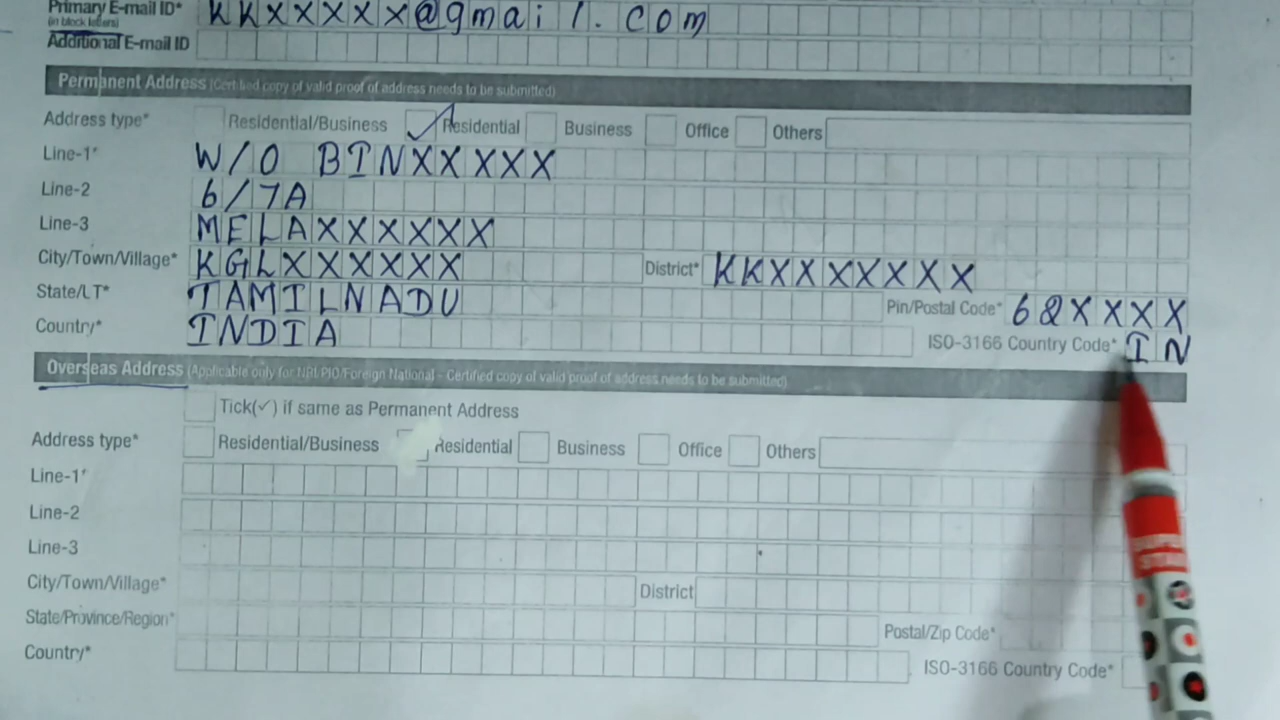 Primary E-mail ID* KKXXXXX@gmail.com
(in block letters)
Additional E-mail ID
Permanent Address (Certified copy of valid proof of address needs to be submitted)
Address type* Residential/Business Residential Business Office Others
Line-1* W/O BINXXXXX
Line-2 6/7A
Line-3 MELAXXXXXX
City/Town/Village* KGLXXXXXX District* KKXXXXXXX
State/LT* TAMILNADU Pin/Postal Code* 62XXXX
Country* INDIA ISO-3166 Country Code* IN
Overseas Address (Applicable only for NRI/PIO/Foreign National - Certified copy of valid proof of address needs to be submitted)
Tick(✓) if same as Permanent Address
Address type* Residential/Business Residential Business Office Others
Line-1*
Line-2
Line-3
City/Town/Village* District
State/Province/Region* Postal/Zip Code*
Country* ISO-3166 Country Code*